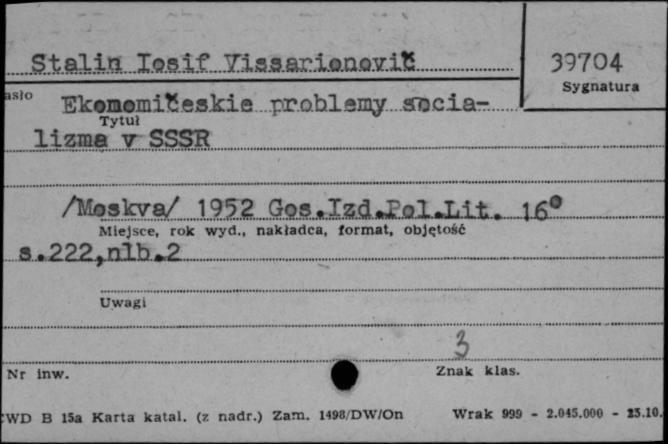 Stalin Iosif Vissarionovič
39704
Sygnatura
asło
Ekonomičeskie problemy socia-
Tytuł
lizma v SSSR
/Moskva/ 1952 Gos.Izd.Pol.Lit. 16°
Miejsce, rok wyd., nakładca, format, objętość
s.222,nlb.2
Uwagi
3
Nr inw.
Znak klas.
CWD B 15a Karta katal. (z nadr.) Zam. 1498/DW/On Wrak 999 - 2.045.000 - 23.10.